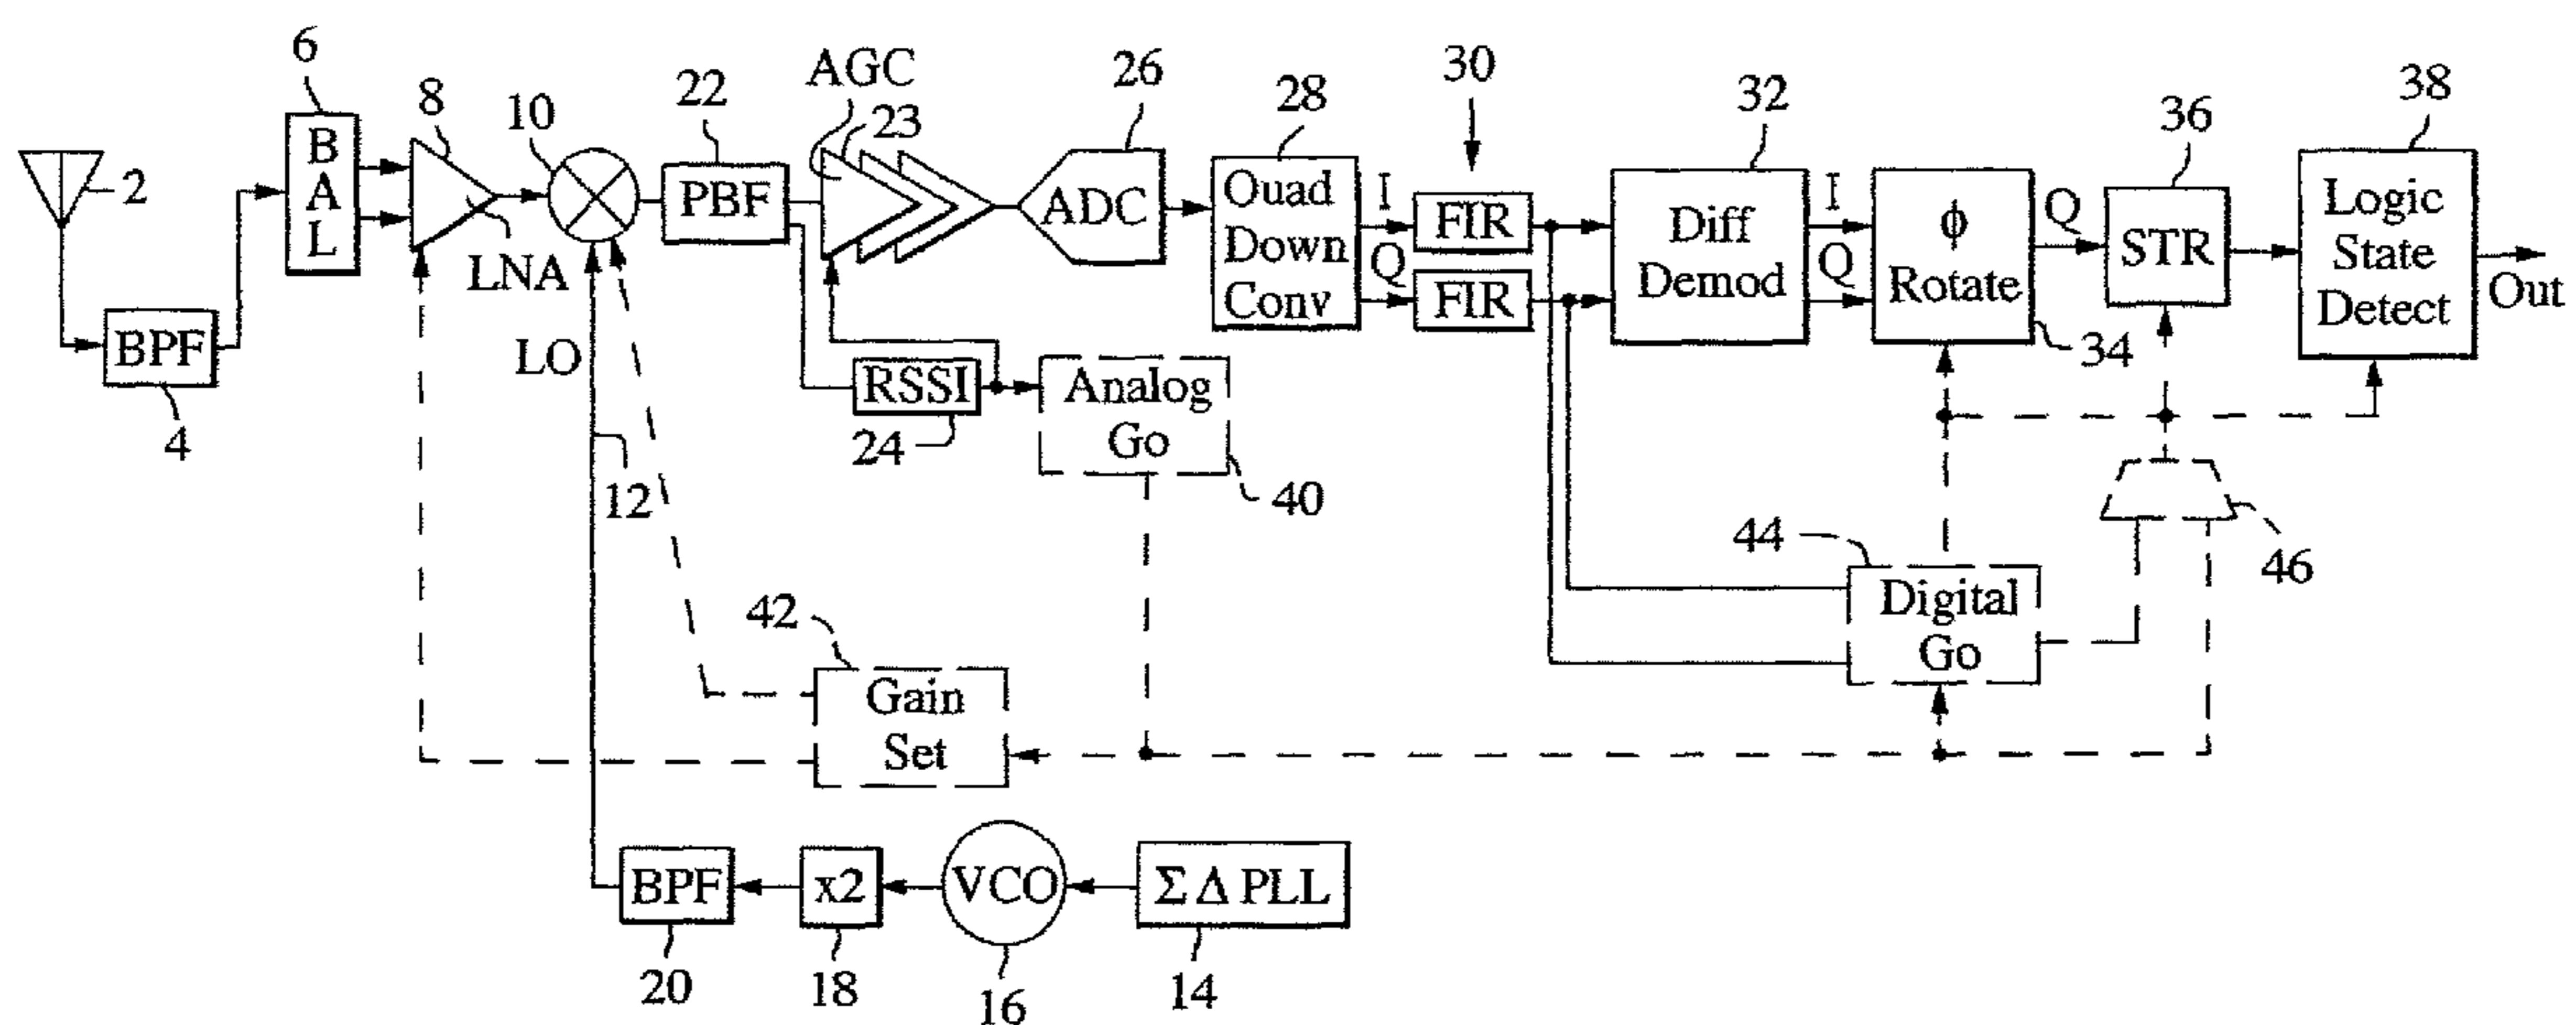 6
B
A
L
8
10
22
AGC
23
26
28
30
32
36
38
2
BPF
4
LNA
PBF
ADC
Quad
Down
Conv
I
Q
FIR
FIR
Diff
Demod
I
Q
ϕ
Rotate
34
Q
STR
Logic
State
Detect
Out
LO
12
RSSI
24
Analog
Go
40
42
Gain
Set
44
Digital
Go
46
BPF
20
x2
18
VCO
16
Σ Δ PLL
14